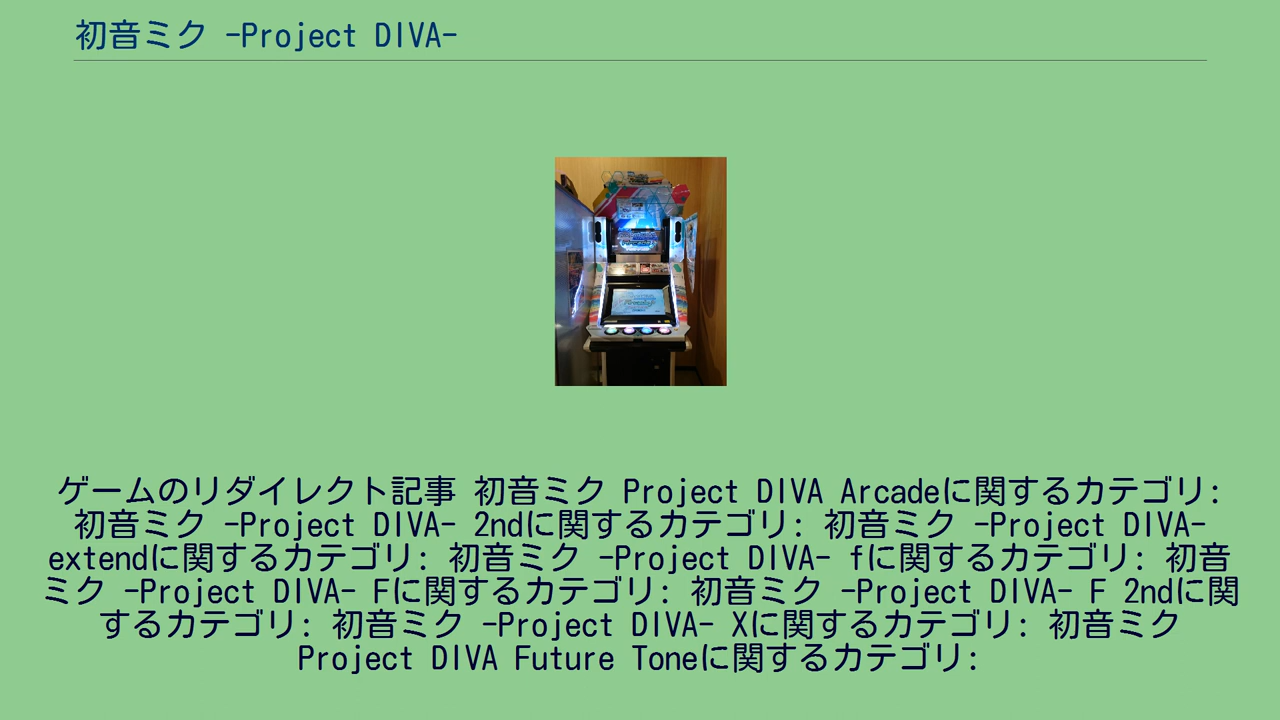 初音ミク -Project DIVA-
ゲームのリダイレクト記事 初音ミク Project DIVA Arcadeに関するカテゴリ:
初音ミク -Project DIVA- 2ndに関するカテゴリ: 初音ミク -Project DIVA-
extendに関するカテゴリ: 初音ミク -Project DIVA- fに関するカテゴリ: 初音
ミク -Project DIVA- Fに関するカテゴリ: 初音ミク -Project DIVA- F 2ndに関
するカテゴリ: 初音ミク -Project DIVA- Xに関するカテゴリ: 初音ミク
Project DIVA Future Toneに関するカテゴリ: